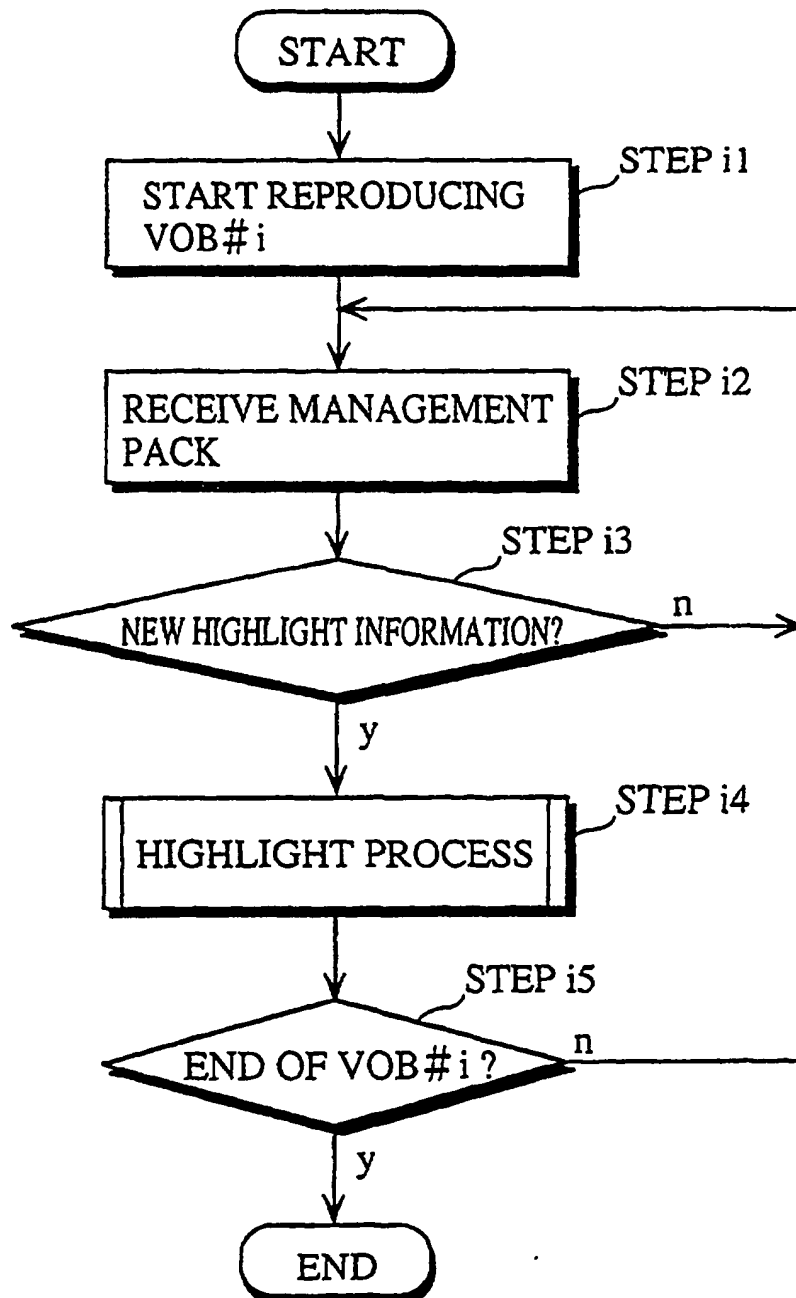 START
STEP i1
START REPRODUCING
VOB# i
STEP i2
RECEIVE MANAGEMENT
PACK
STEP i3
NEW HIGHLIGHT INFORMATION?
n
y
STEP i4
HIGHLIGHT PROCESS
STEP i5
END OF VOB# i ?
n
y
END